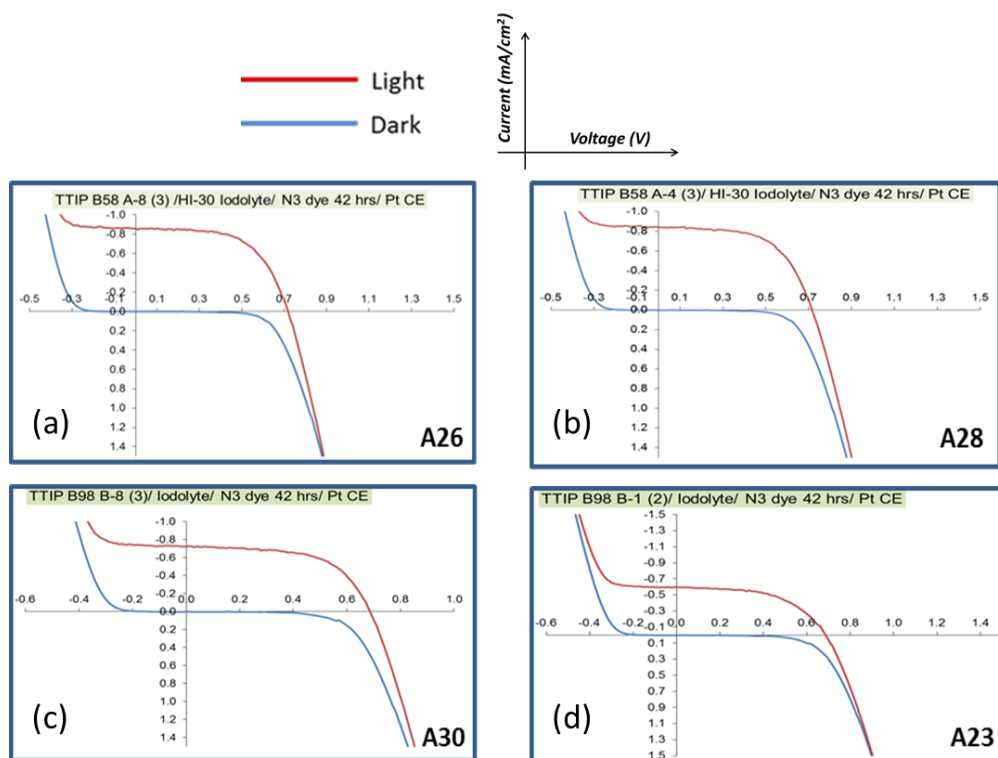 Current (mA/cm²)
Voltage (V)
Light
Dark
TTIP B58 A-8 (3) /HI-30 Iodolyte/ N3 dye 42 hrs/ Pt CE
-1.0
-0.8
-0.6
-0.4
-0.2
-0.5 -0.3 -0.1 0.1 0.3 0.5 0.7 0.9 1.1 1.3 1.5
0.0
0.2
0.4
0.6
0.8
1.0
1.2
1.4
(a)
A26
TTIP B58 A-4 (3)/ HI-30 Iodolyte/ N3 dye 42 hrs/ Pt CE
-1.0
-0.8
-0.6
-0.4
-0.2
-0.5 -0.3 -0.1 0.1 0.3 0.5 0.7 0.9 1.1 1.3 1.5
0.0
0.2
0.4
0.6
0.8
1.0
1.2
1.4
(b)
A28
TTIP B98 B-8 (3)/ Iodolyte/ N3 dye 42 hrs/ Pt CE
-1.0
-0.8
-0.6
-0.4
-0.2
-0.6 -0.4 -0.2 0.0 0.2 0.4 0.6 0.8 1.0
0.0
0.2
0.4
0.6
0.8
1.0
1.2
1.4
(c)
A30
TTIP B98 B-1 (2)/ Iodolyte/ N3 dye 42 hrs/ Pt CE
-1.5
-1.3
-1.1
-0.9
-0.7
-0.5
-0.3
-0.1
-0.6 -0.4 -0.2 0.0 0.2 0.4 0.6 0.8 1.0 1.2 1.4
0.1
0.3
0.5
0.7
0.9
1.1
1.3
1.5
(d)
A23